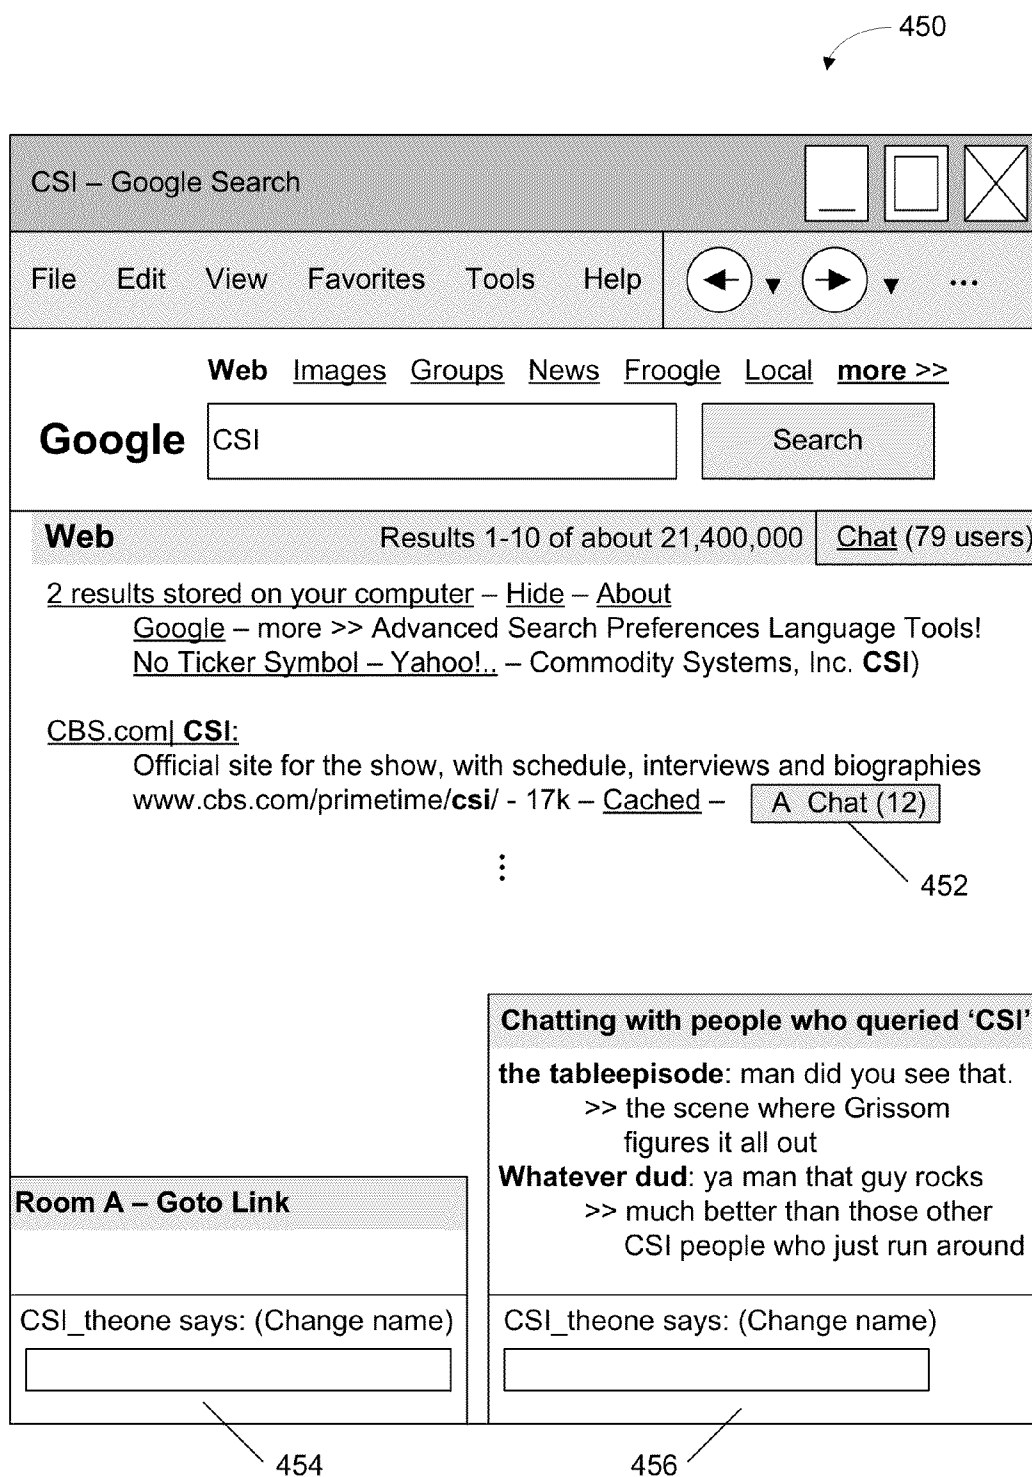 450
CSI – Google Search
File Edit View Favorites Tools Help ...
Web Images Groups News Froogle Local more >>
Google CSI Search
Web Results 1-10 of about 21,400,000 Chat (79 users)
2 results stored on your computer – Hide – About
Google – more >> Advanced Search Preferences Language Tools!
No Ticker Symbol – Yahoo!.. – Commodity Systems, Inc. CSI)
CBS.com| CSI:
Official site for the show, with schedule, interviews and biographies
www.cbs.com/primetime/csi/ - 17k – Cached – A Chat (12)
452
Chatting with people who queried ‘CSI’
the tableepisode: man did you see that.
>> the scene where Grissom
figures it all out
Whatever dud: ya man that guy rocks
>> much better than those other
CSI people who just run around
Room A – Goto Link
CSI_theone says: (Change name)
CSI_theone says: (Change name)
454
456